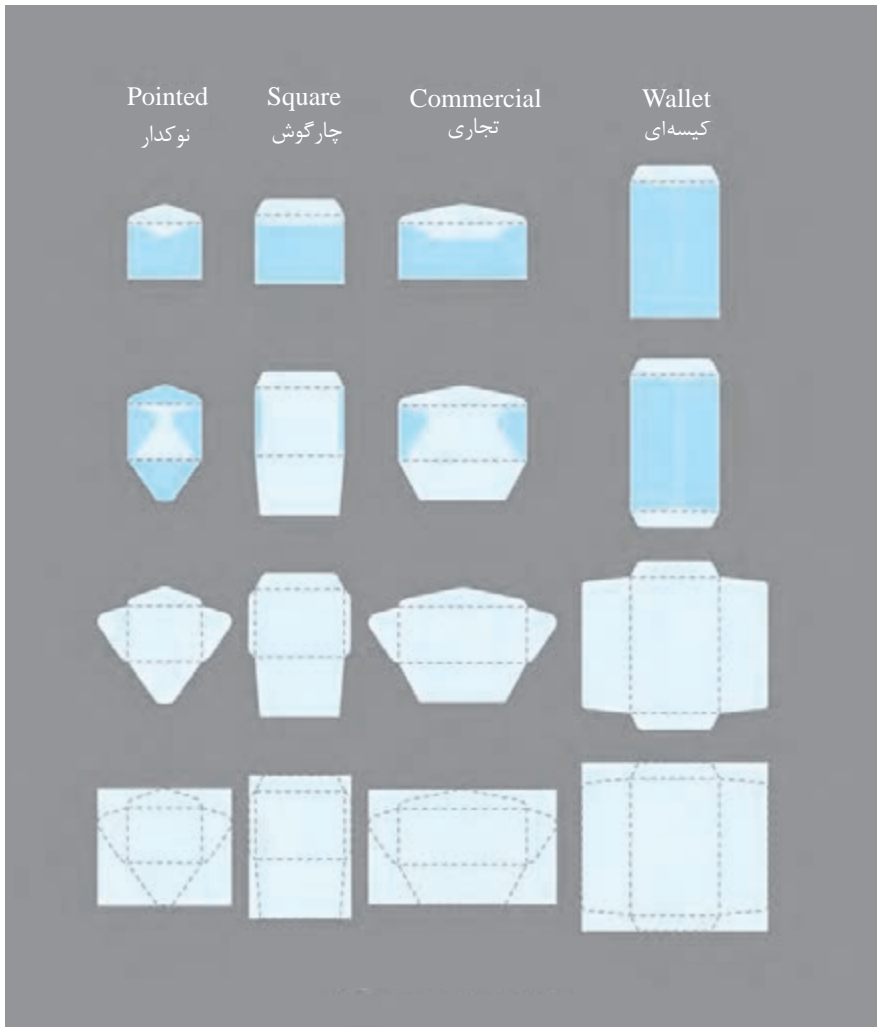 Pointed
نوکدار
Square
چارگوش
Commercial
تجاری
Wallet
کیسه‌ای